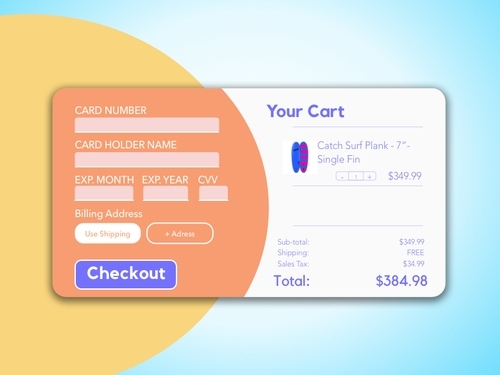 CARD NUMBER
CARD HOLDER NAME
EXP. MONTH EXP. YEAR CVV
Billing Address
Use Shipping + Adress
Checkout
Your Cart
Catch Surf Plank - 7”-
Single Fin
- 1 + $349.99
Sub-total: $349.99
Shipping: FREE
Sales Tax: $34.99
Total: $384.98